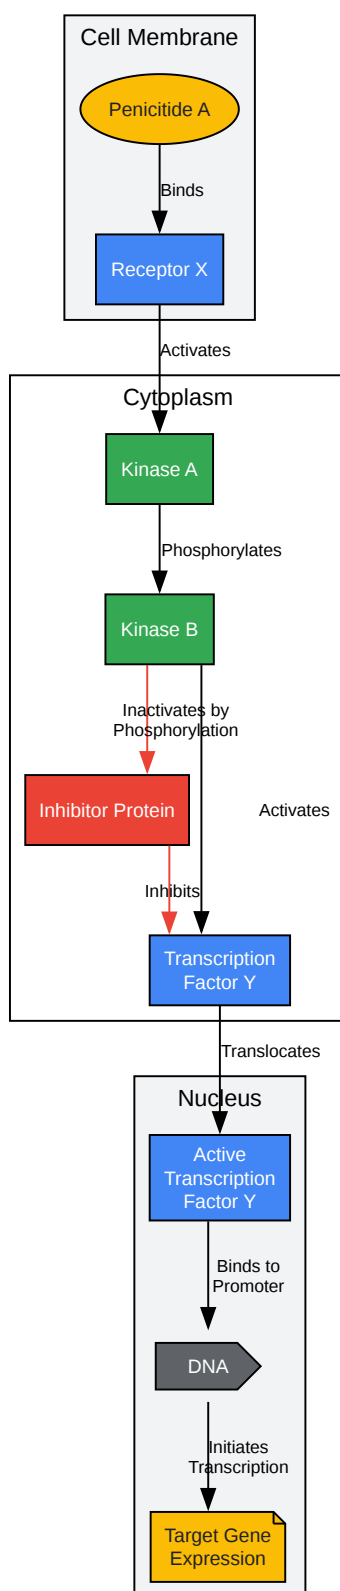 Cell Membrane
Penicitide A
Binds
Receptor X
Activates
Cytoplasm
Kinase A
Phosphorylates
Kinase B
Inactivates by
Phosphorylation
Inhibitor Protein
Activates
Inhibits
Transcription
Factor Y
Translocates
Nucleus
Active
Transcription
Factor Y
Binds to
Promoter
DNA
Initiates
Transcription
Target Gene
Expression